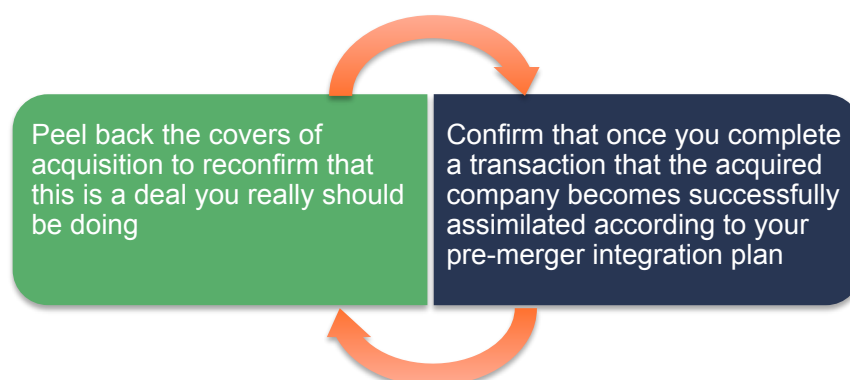 Peel back the covers of
acquisition to reconfirm that
this is a deal you really should
be doing
Confirm that once you complete
a transaction that the acquired
company becomes successfully
assimilated according to your
pre-merger integration plan